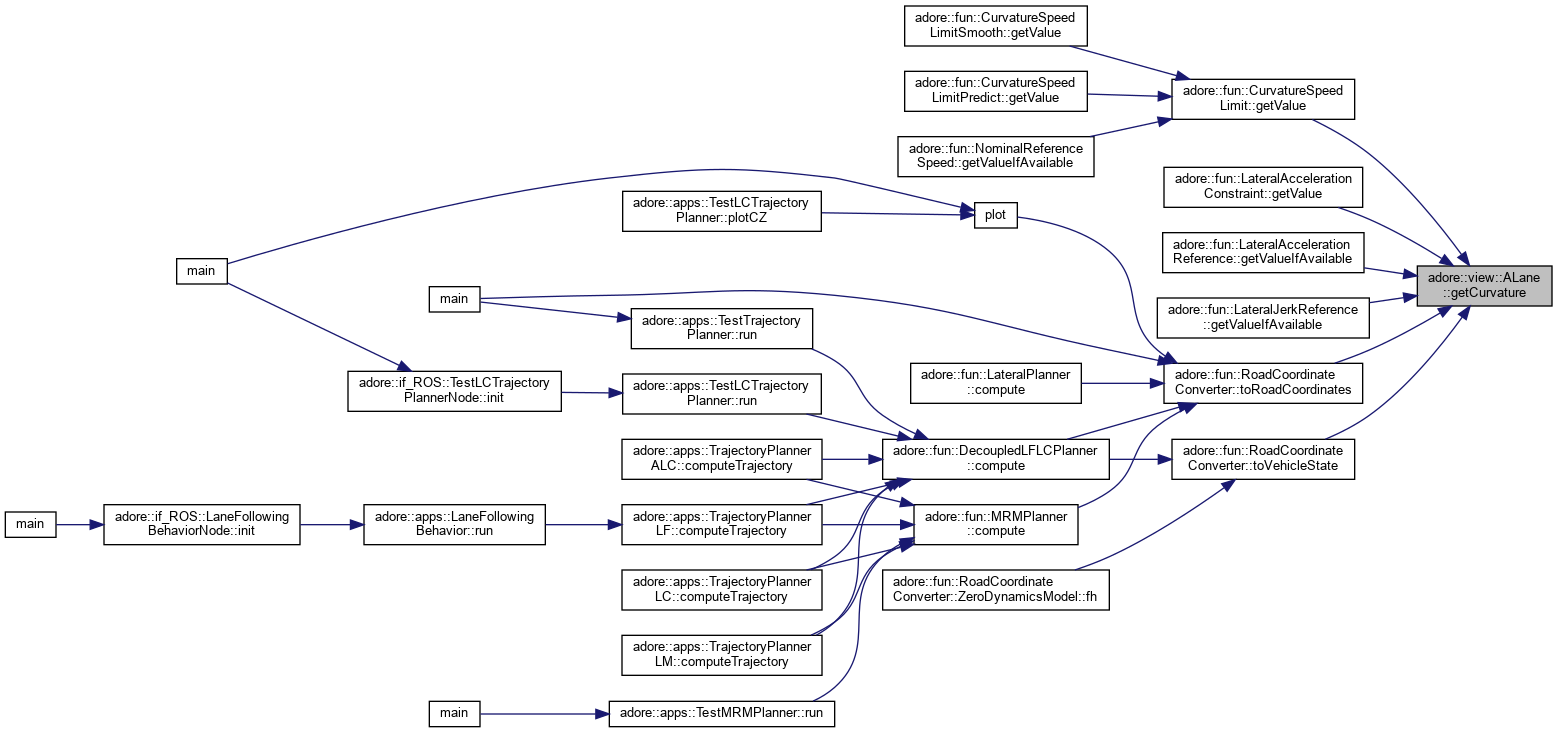 adore::fun::CurvatureSpeed
LimitSmooth::getValue
adore::fun::CurvatureSpeed
LimitPredict::getValue
adore::fun::CurvatureSpeed
Limit::getValue
adore::fun::NominalReference
Speed::getValueIfAvailable
adore::fun::LateralAcceleration
Constraint::getValue
adore::apps::TestLCTrajectory
Planner::plotCZ
plot
adore::fun::LateralAcceleration
Reference::getValueIfAvailable
main
adore::view::ALane
::getCurvature
main
adore::fun::LateralJerkReference
::getValueIfAvailable
adore::apps::TestTrajectory
Planner::run
adore::fun::LateralPlanner
::compute
adore::fun::RoadCoordinate
Converter::toRoadCoordinates
adore::if_ROS::TestLCTrajectory
PlannerNode::init
adore::apps::TestLCTrajectory
Planner::run
adore::apps::TrajectoryPlanner
ALC::computeTrajectory
adore::fun::DecoupledLFLCPlanner
::compute
adore::fun::RoadCoordinate
Converter::toVehicleState
main
adore::if_ROS::LaneFollowing
BehaviorNode::init
adore::apps::LaneFollowing
Behavior::run
adore::apps::TrajectoryPlanner
LF::computeTrajectory
adore::fun::MRMPlanner
::compute
adore::apps::TrajectoryPlanner
LC::computeTrajectory
adore::fun::RoadCoordinate
Converter::ZeroDynamicsModel::fh
adore::apps::TrajectoryPlanner
LM::computeTrajectory
main
adore::apps::TestMRMPlanner::run